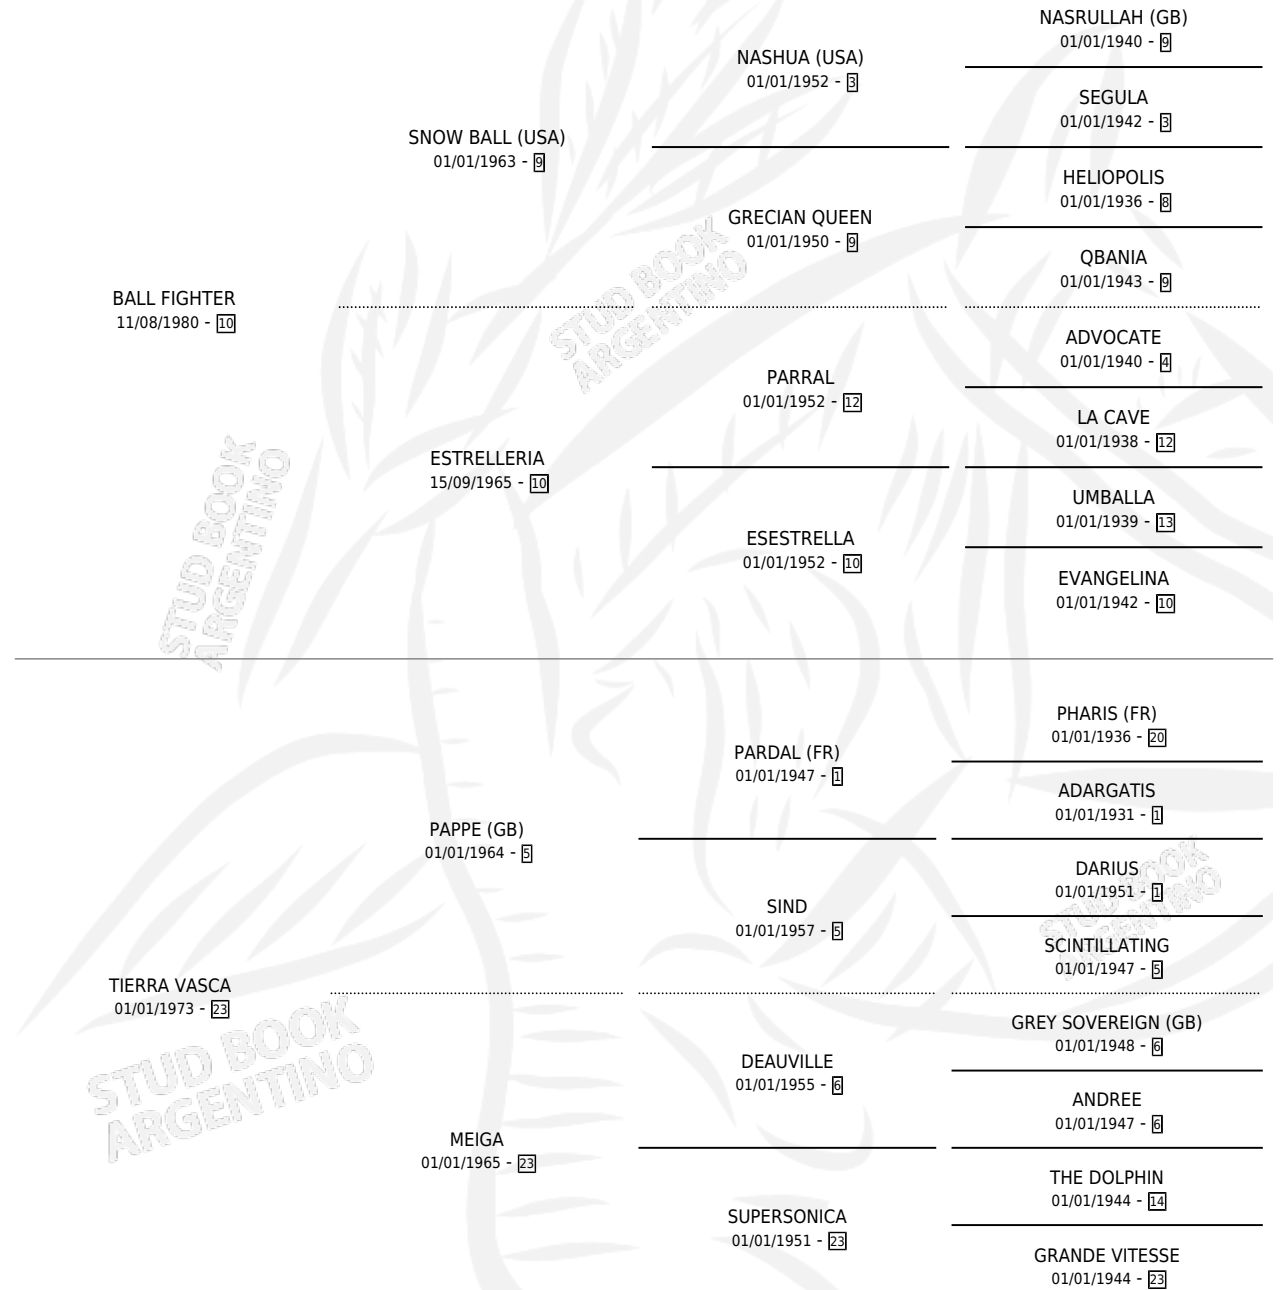 NASRULLAH (GB)
01/01/1940 - 9
NASHUA (USA)
01/01/1952 - 3
SEGULA
01/01/1942 - 3
SNOW BALL (USA)
01/01/1963 - 9
HELIOPOLIS
01/01/1936 - 8
GRECIAN QUEEN
01/01/1950 - 9
QBANIA
01/01/1943 - 9
BALL FIGHTER
11/08/1980 - 10
STUD BOOK
ARGENTINO
ADVOCATE
01/01/1940 - 4
PARRAL
01/01/1952 - 12
LA CAVE
01/01/1938 - 12
ESTRELLERIA
15/09/1965 - 10
UMBALLA
01/01/1939 - 13
ESESTRELLA
01/01/1952 - 10
EVANGELINA
01/01/1942 - 10
STUD BOOK
ARGENTINO
PHARIS (FR)
01/01/1936 - 20
PARDAL (FR)
01/01/1947 - 1
ADARGATIS
01/01/1931 - 1
PAPPE (GB)
01/01/1964 - 5
DARIUS
01/01/1951 - 1
SIND
01/01/1957 - 5
SCINTILLATING
01/01/1947 - 5
STUD BOOK
ARGENTINO
TIERRA VASCA
01/01/1973 - 23
GREY SOVEREIGN (GB)
01/01/1948 - 6
DEAUVILLE
01/01/1955 - 6
ANDREE
01/01/1947 - 6
STUD BOOK
ARGENTINO
MEIGA
01/01/1965 - 23
THE DOLPHIN
01/01/1944 - 14
SUPERSONICA
01/01/1951 - 23
GRANDE VITESSE
01/01/1944 - 23